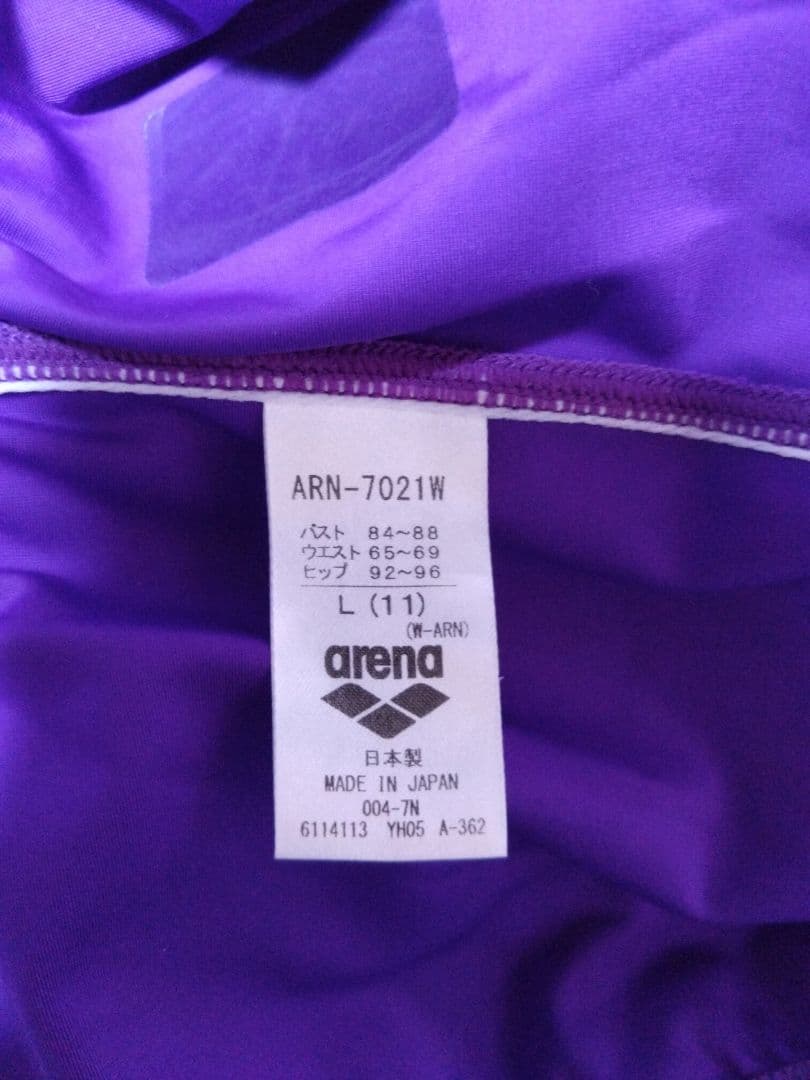 ARN-7021W
バスト 84~88
ウエスト 65~69
ヒップ 92~96
L (11)
(W-ARN)
arena
日本製
MADE IN JAPAN
004-7N
6114113 YH05 A-362